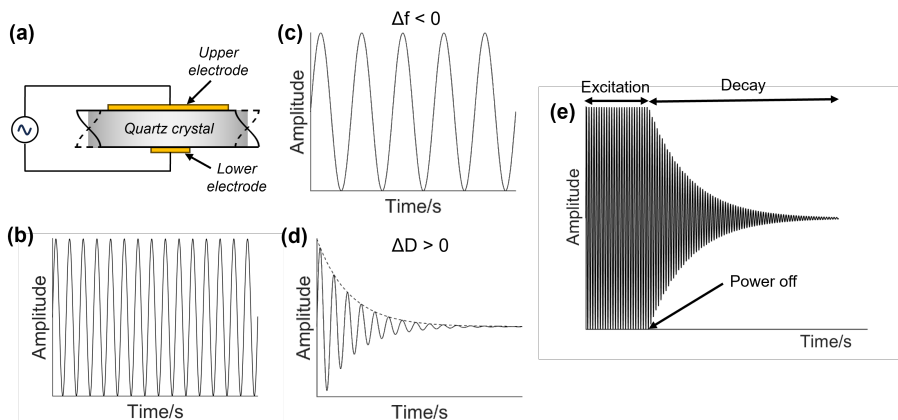 (a)
Upper
electrode
Quartz crystal
Lower
electrode
(b)
Amplitude
Time/s
(c)
Δf < 0
Amplitude
Time/s
(d)
ΔD > 0
Amplitude
Time/s
(e)
Excitation
Decay
Amplitude
Power off
Time/s